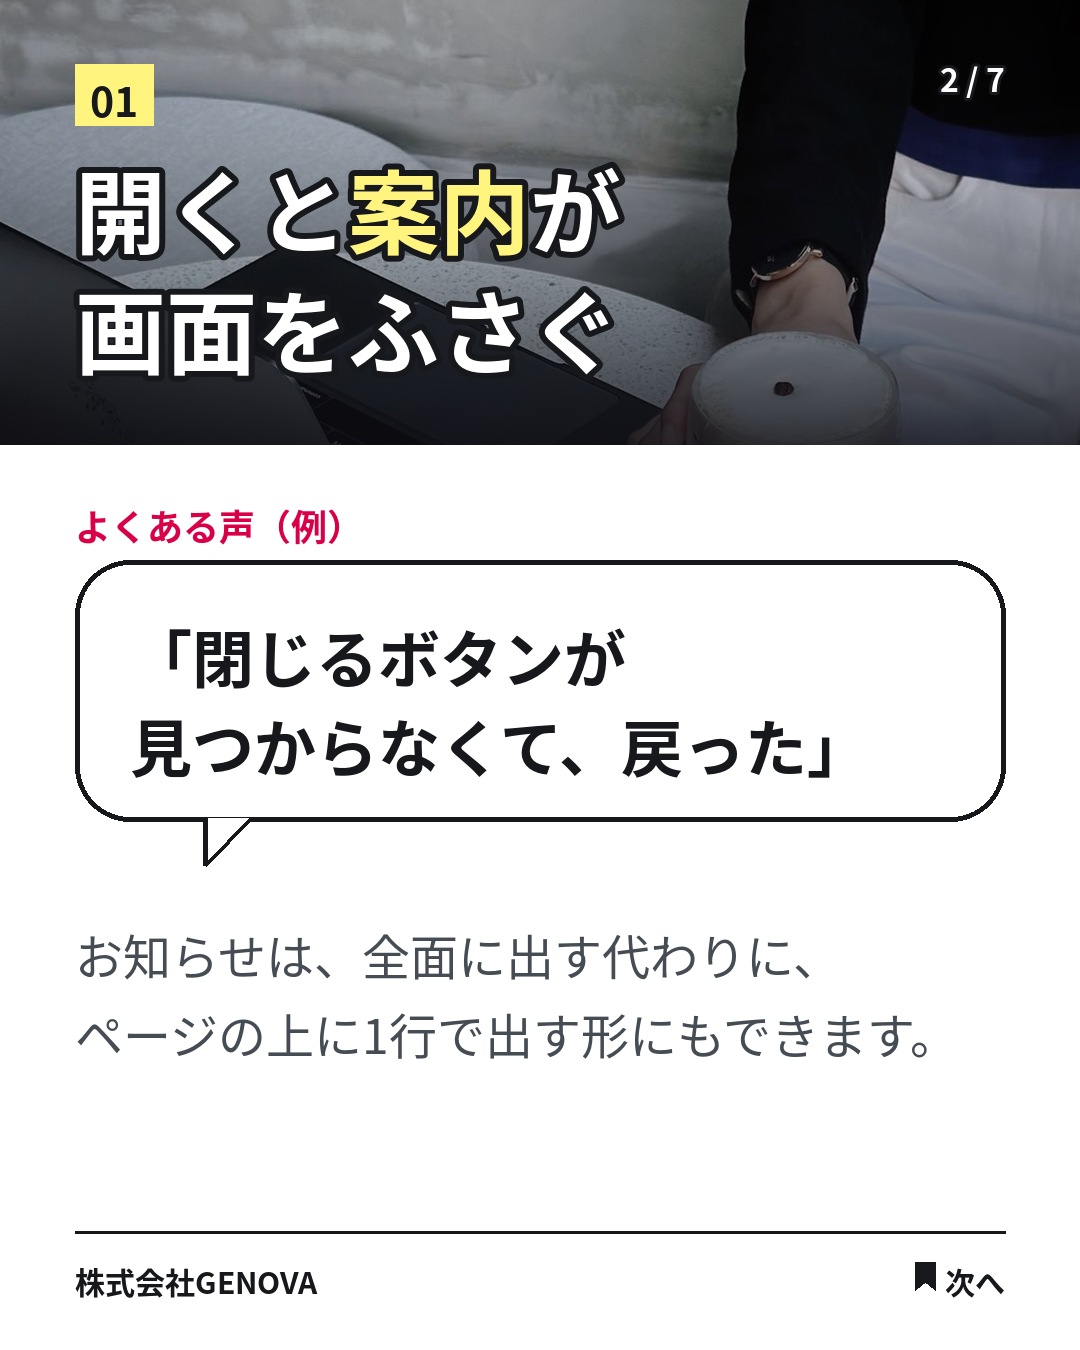 01
2 / 7
開くと案内が
画面をふさぐ
よくある声（例）
「閉じるボタンが
見つからなくて、戻った」
お知らせは、全面に出す代わりに、
ページの上に1行で出す形にもできます。
株式会社GENOVA
次へ